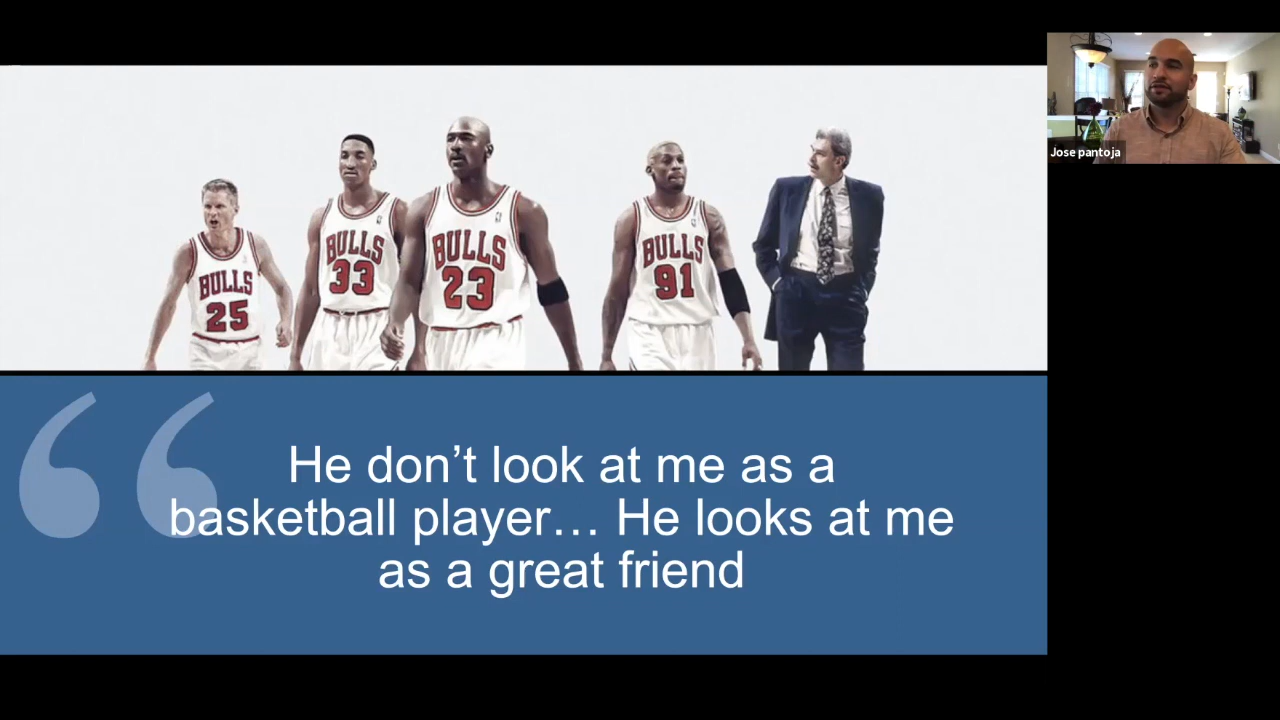 Jose pantoja
BULLS
25
BULLS
33
BULLS
23
BULLS
91
He don’t look at me as a
basketball player… He looks at me
as a great friend